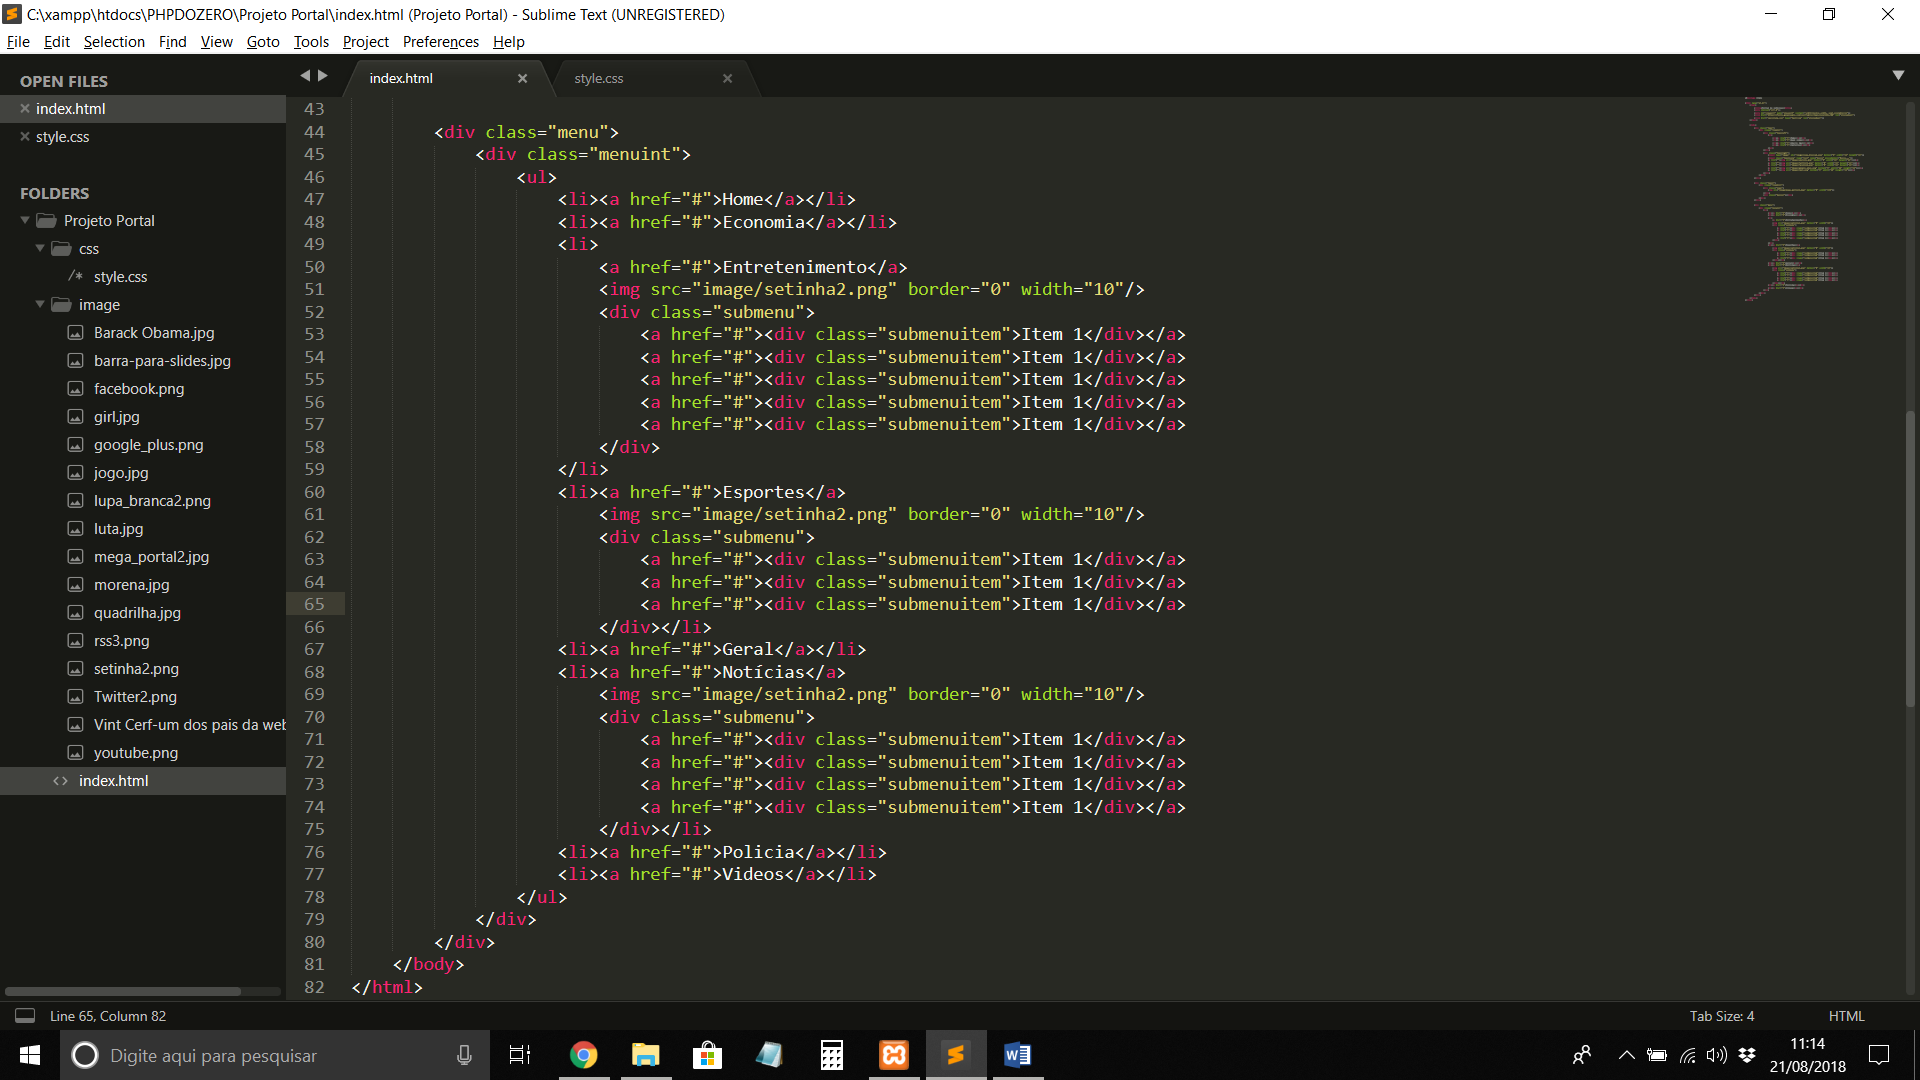 C:\xampp\htdocs\PHPDOZERO\Projeto Portal\index.html (Projeto Portal) - Sublime Text (UNREGISTERED)
File Edit Selection Find View Goto Tools Project Preferences Help
OPEN FILES
index.html
style.css
FOLDERS
Projeto Portal
css
/* style.css
image
Barack Obama.jpg
barra-para-slides.jpg
facebook.png
girl.jpg
google_plus.png
jogo.jpg
lupa_branca2.png
luta.jpg
mega_portal2.jpg
morena.jpg
quadrilha.jpg
rss3.png
setinha2.png
Twitter2.png
Vint Cerf-um dos pais da web
youtube.png
<> index.html
index.html style.css
43
44 <div class="menu">
45 <div class="menuint">
46 <ul>
47 <li><a href="#">Home</a></li>
48 <li><a href="#">Economia</a></li>
49 <li>
50 <a href="#">Entretenimento</a>
51 <img src="image/setinha2.png" border="0" width="10"/>
52 <div class="submenu">
53 <a href="#"><div class="submenuitem">Item 1</div></a>
54 <a href="#"><div class="submenuitem">Item 1</div></a>
55 <a href="#"><div class="submenuitem">Item 1</div></a>
56 <a href="#"><div class="submenuitem">Item 1</div></a>
57 <a href="#"><div class="submenuitem">Item 1</div></a>
58 </div>
59 </li>
60 <li><a href="#">Esportes</a>
61 <img src="image/setinha2.png" border="0" width="10"/>
62 <div class="submenu">
63 <a href="#"><div class="submenuitem">Item 1</div></a>
64 <a href="#"><div class="submenuitem">Item 1</div></a>
65 <a href="#"><div class="submenuitem">Item 1</div></a>
66 </div></li>
67 <li><a href="#">Geral</a></li>
68 <li><a href="#">Notícias</a>
69 <img src="image/setinha2.png" border="0" width="10"/>
70 <div class="submenu">
71 <a href="#"><div class="submenuitem">Item 1</div></a>
72 <a href="#"><div class="submenuitem">Item 1</div></a>
73 <a href="#"><div class="submenuitem">Item 1</div></a>
74 <a href="#"><div class="submenuitem">Item 1</div></a>
75 </div></li>
76 <li><a href="#">Policia</a></li>
77 <li><a href="#">Videos</a></li>
78 </ul>
79 </div>
80 </div>
81 </body>
82 </html>
Line 65, Column 82 Tab Size: 4 HTML
Digite aqui para pesquisar
11:14
21/08/2018